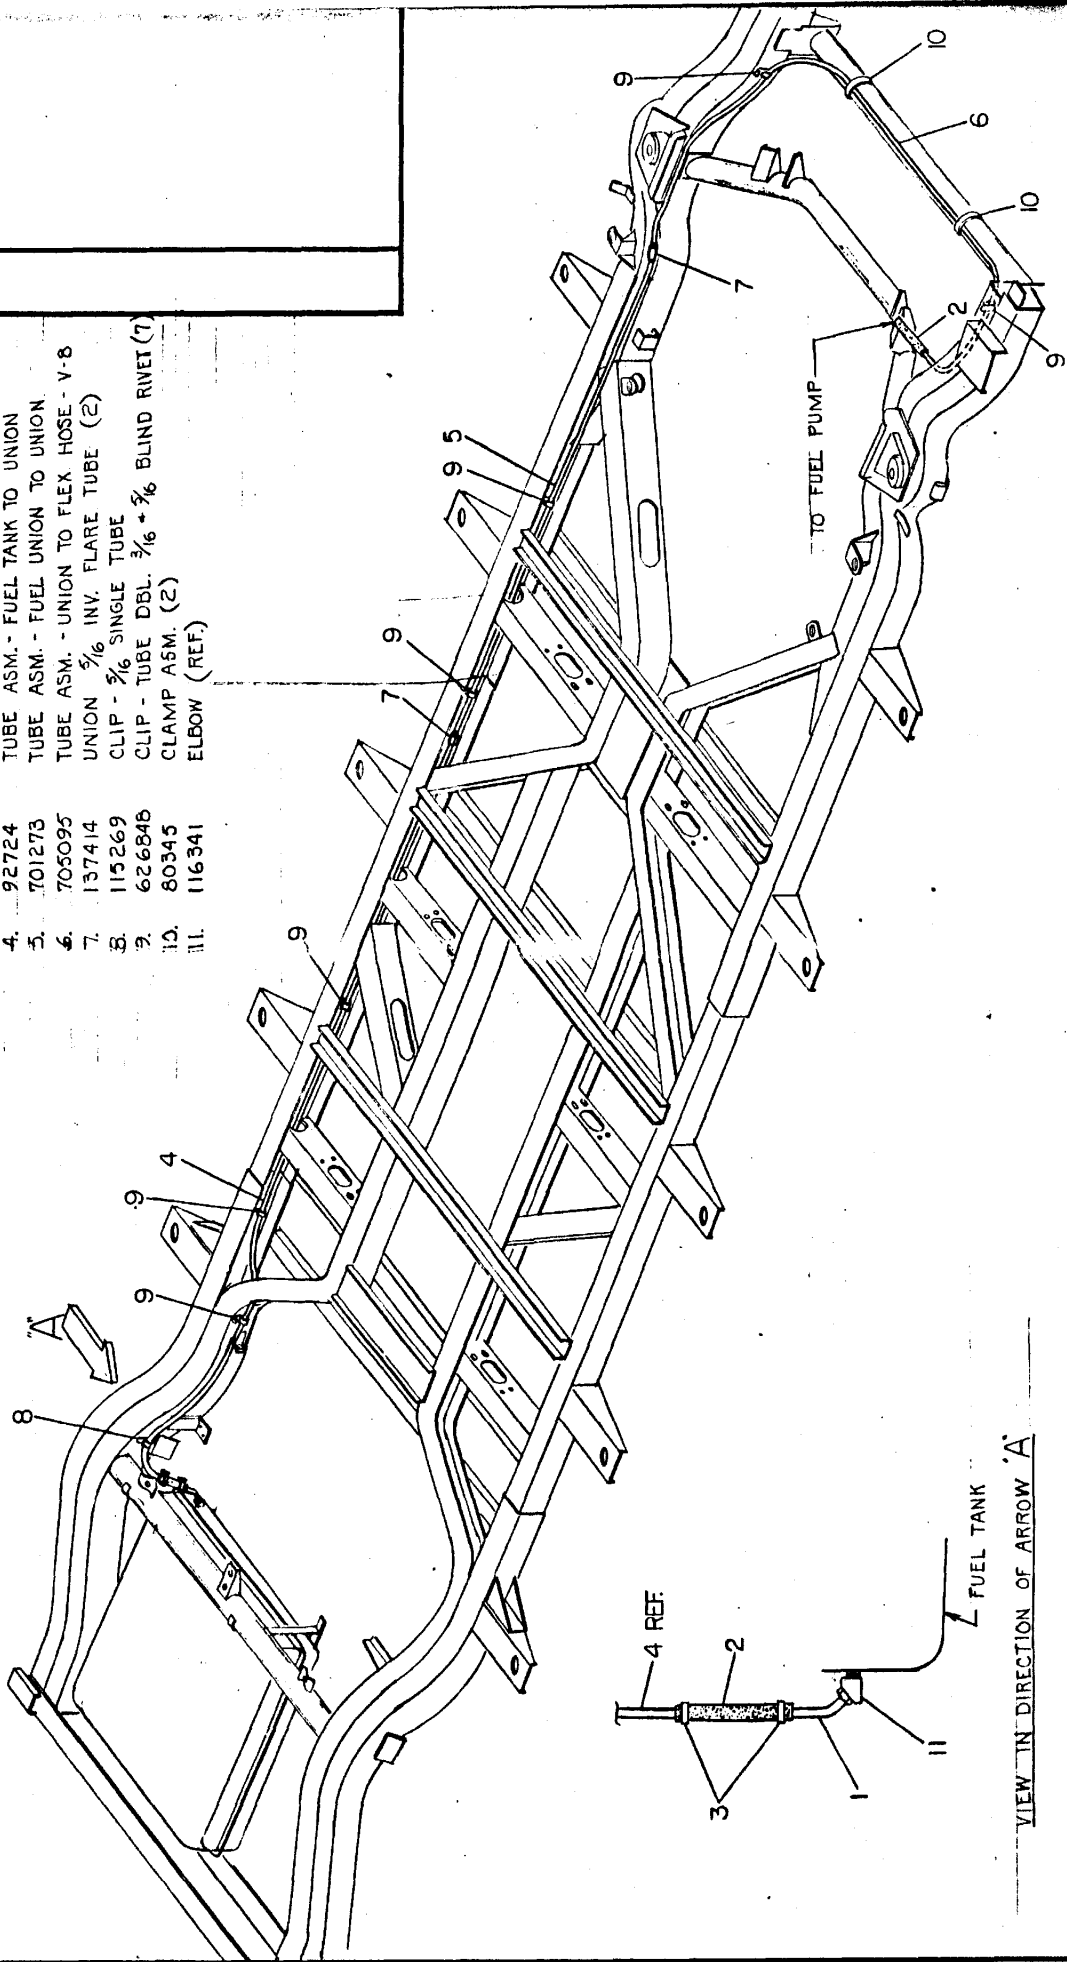 4. 92724 TUBE ASM. - FUEL TANK TO UNION
5. 701273 TUBE ASM. - FUEL UNION TO UNION
6. 705095 TUBE ASM. - UNION TO FLEX HOSE - V-8
7. 137414 UNION 5/16 INV. FLARE TUBE (2)
8. 115269 CLIP - 5/16 SINGLE TUBE
9. 626848 CLIP - TUBE DBL. 3/16 + 5/16 BLIND RIVET (7)
10. 80345 CLAMP ASM. (2)
11. 116341 ELBOW (REF.)
"A"
8
9
9
4
9
7
9
9
5
7
9
10
6
10
2
9
TO FUEL PUMP
4 REF.
2
3
1
11
FUEL TANK
VIEW IN DIRECTION OF ARROW "A"